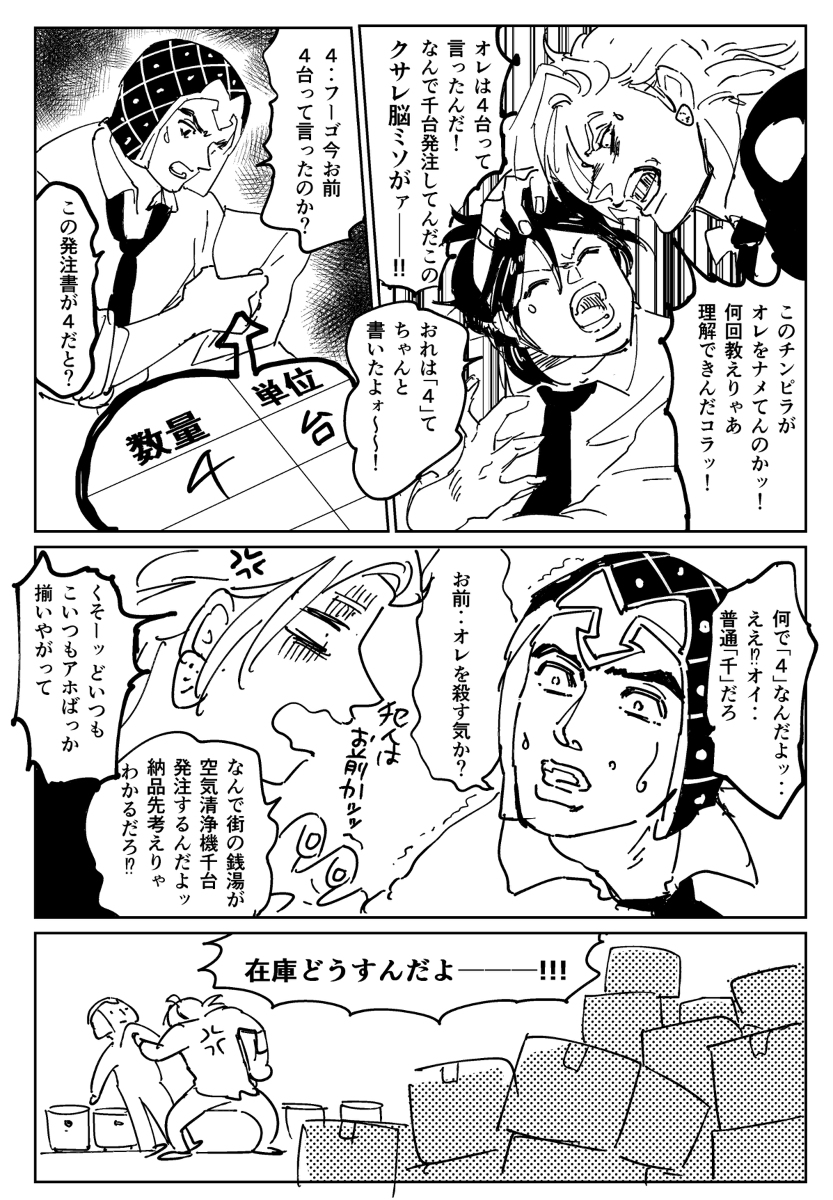 オレは４台って
言ったんだ！
なんで千台発注してんだこの
クサレ脳ミソがァ──!!
このチンピラが
オレをナメてんのかッ！
何回教えりゃあ
理解できんだコラッ！
おれは「４」て
ちゃんと
書いたよォ～～！
４‥フーゴ今お前
４台って言ったのか？
この発注書が４だと？
数量
単位
4
台
何で「４」なんだよッ‥
ええ!?オイ‥
普通「千」だろ
お前‥オレを殺す気か？
犯人は
お前かッッ
くそーッ どいつも
こいつもアホばっか
揃いやがって
なんで街の銭湯が
空気清浄機千台
発注するんだよッ
納品先考えりゃ
わかるだろ!?
在庫どうすんだよ───!!!